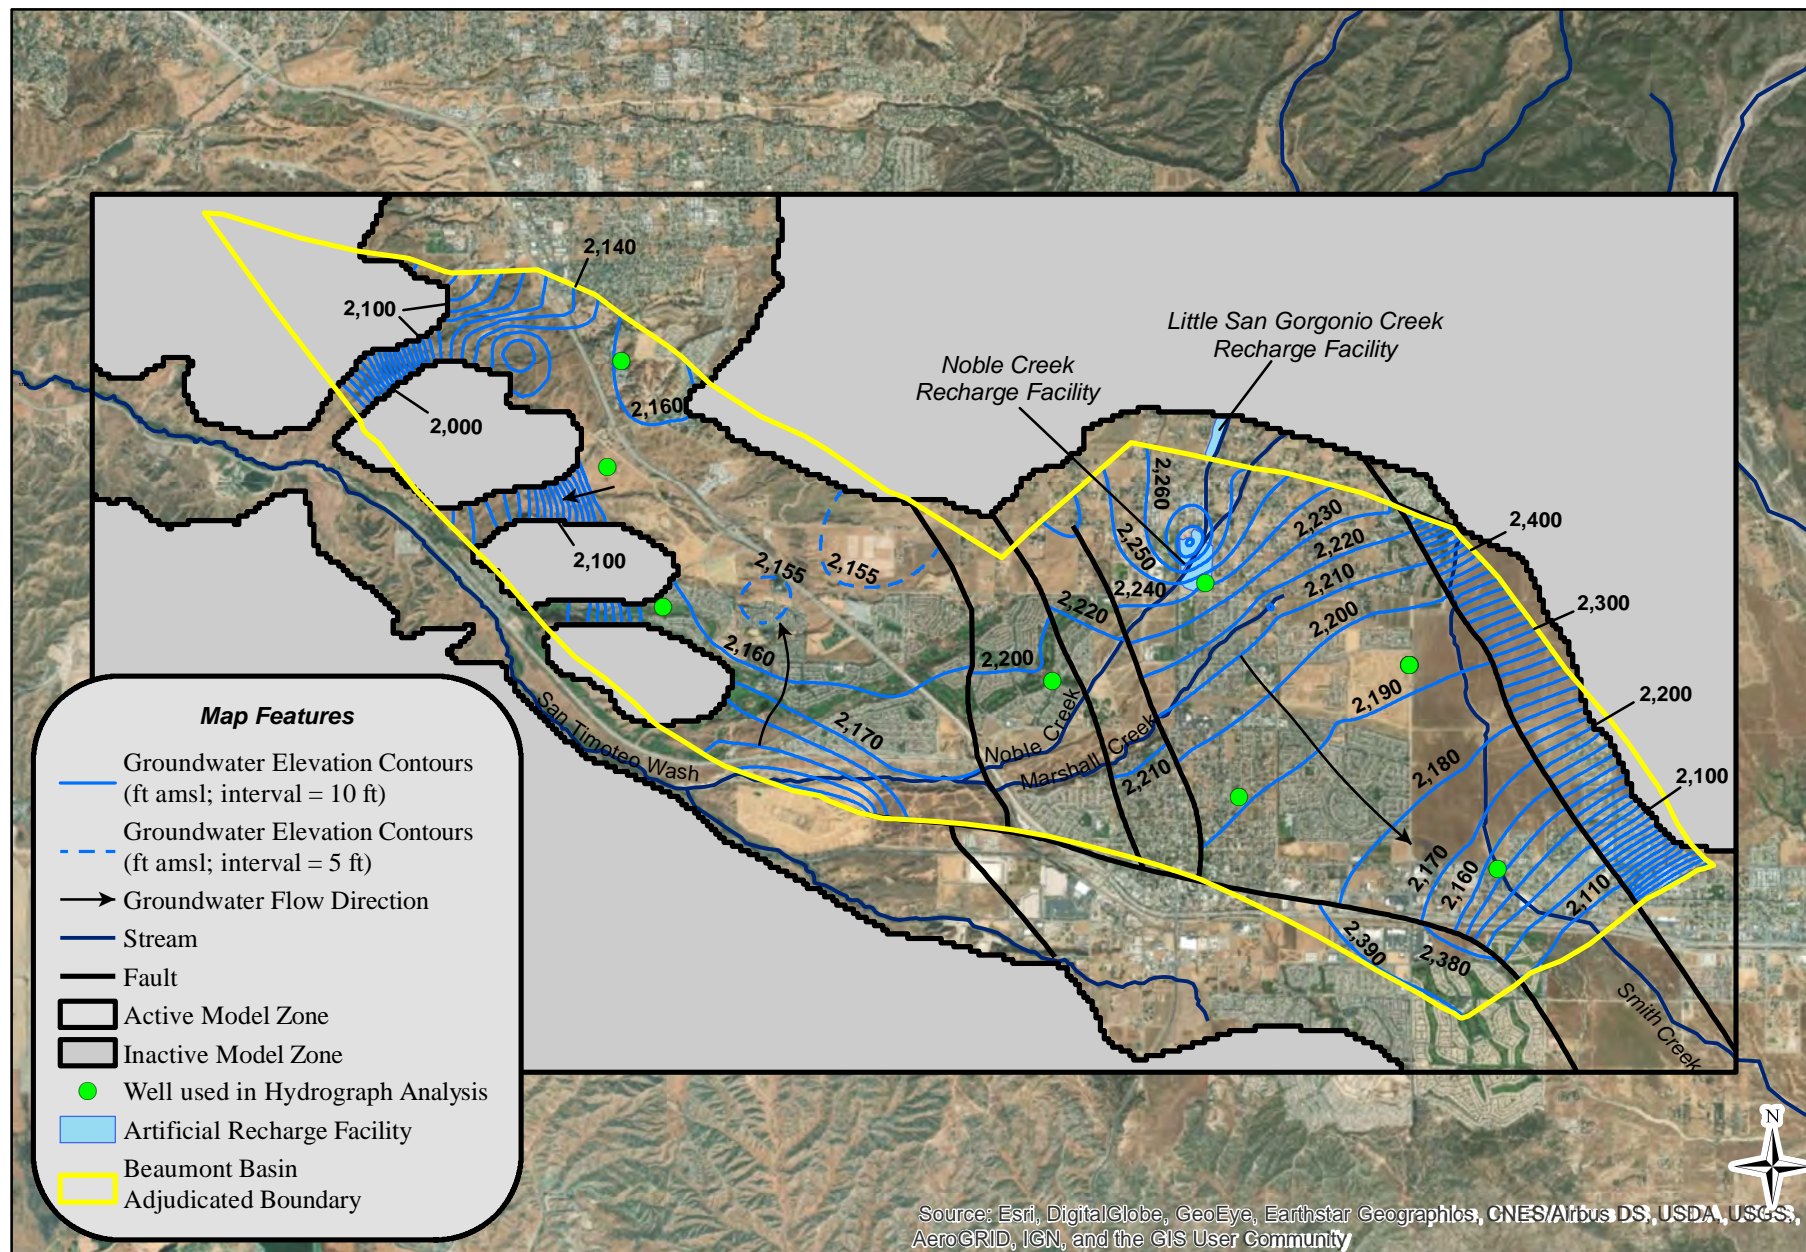 2,140
2,100
2,000
2,160
Little San Gorgonio Creek
Recharge Facility
Noble Creek
Recharge Facility
2,260
2,250
2,240
2,230
2,220
2,210
2,200
2,400
2,300
2,200
2,100
2,100
2,155
2,155
2,160
2,220
2,200
2,190
2,170
2,180
2,210
San Timoteo Wash
Noble Creek
Marshall Creek
2,170
2,160
2,110
2,390
2,380
Smith Creek
Map Features
Groundwater Elevation Contours
(ft amsl; interval = 10 ft)
Groundwater Elevation Contours
(ft amsl; interval = 5 ft)
Groundwater Flow Direction
Stream
Fault
Active Model Zone
Inactive Model Zone
Well used in Hydrograph Analysis
Artificial Recharge Facility
Beaumont Basin
Adjudicated Boundary
N
Source: Esri, DigitalGlobe, GeoEye, Earthstar Geographics, CNES/Airbus DS, USDA, USGS,
AeroGRID, IGN, and the GIS User Community